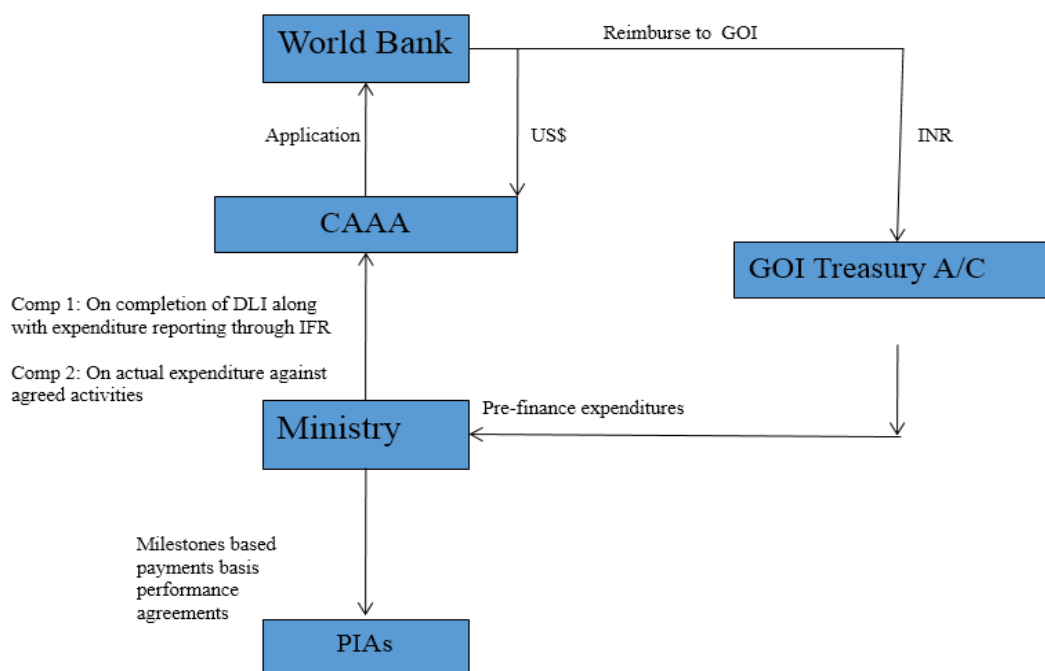 World Bank
Reimburse to GOI
Application
US$
INR
CAAA
GOI Treasury A/C
Comp 1: On completion of DLI along
with expenditure reporting through IFR
Comp 2: On actual expenditure against
agreed activities
Ministry
Pre-finance expenditures
Milestones based
payments basis
performance
agreements
PIAs